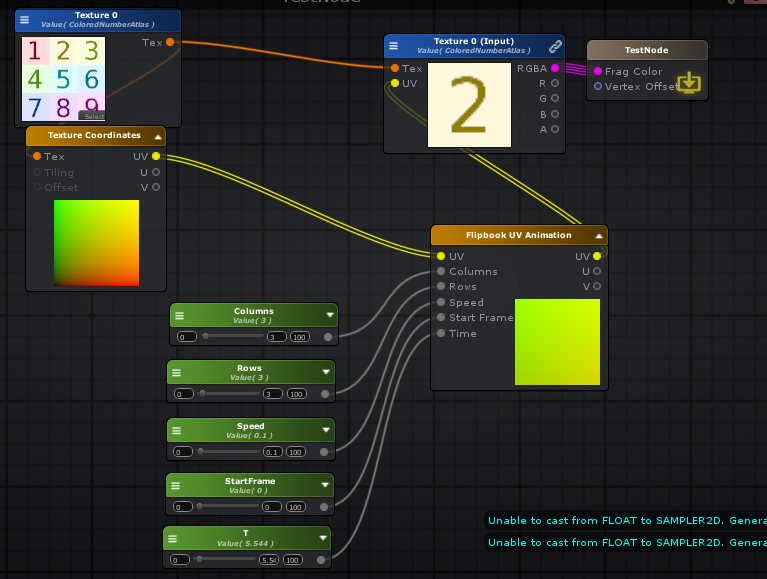 TestNode
Texture 0
Value( ColoredNumberAtlas )
Tex
1 2 3
4 5 6
7 8 9
Select
Texture 0 (Input)
Value( ColoredNumberAtlas )
Tex
UV
2
RGBA
R
G
B
A
TestNode
Frag Color
Vertex Offset
Texture Coordinates
Tex
Tiling
Offset
UV
U
V
Flipbook UV Animation
UV
Columns
Rows
Speed
Start Frame
Time
UV
U
V
Columns
Value( 3 )
0 3 100
Rows
Value( 3 )
0 3 100
Speed
Value( 0.1 )
0 0.1 100
StartFrame
Value( 0 )
0 0 100
T
Value( 5.544 )
0 5.54 100
Unable to cast from FLOAT to SAMPLER2D. Genera
Unable to cast from FLOAT to SAMPLER2D. Genera